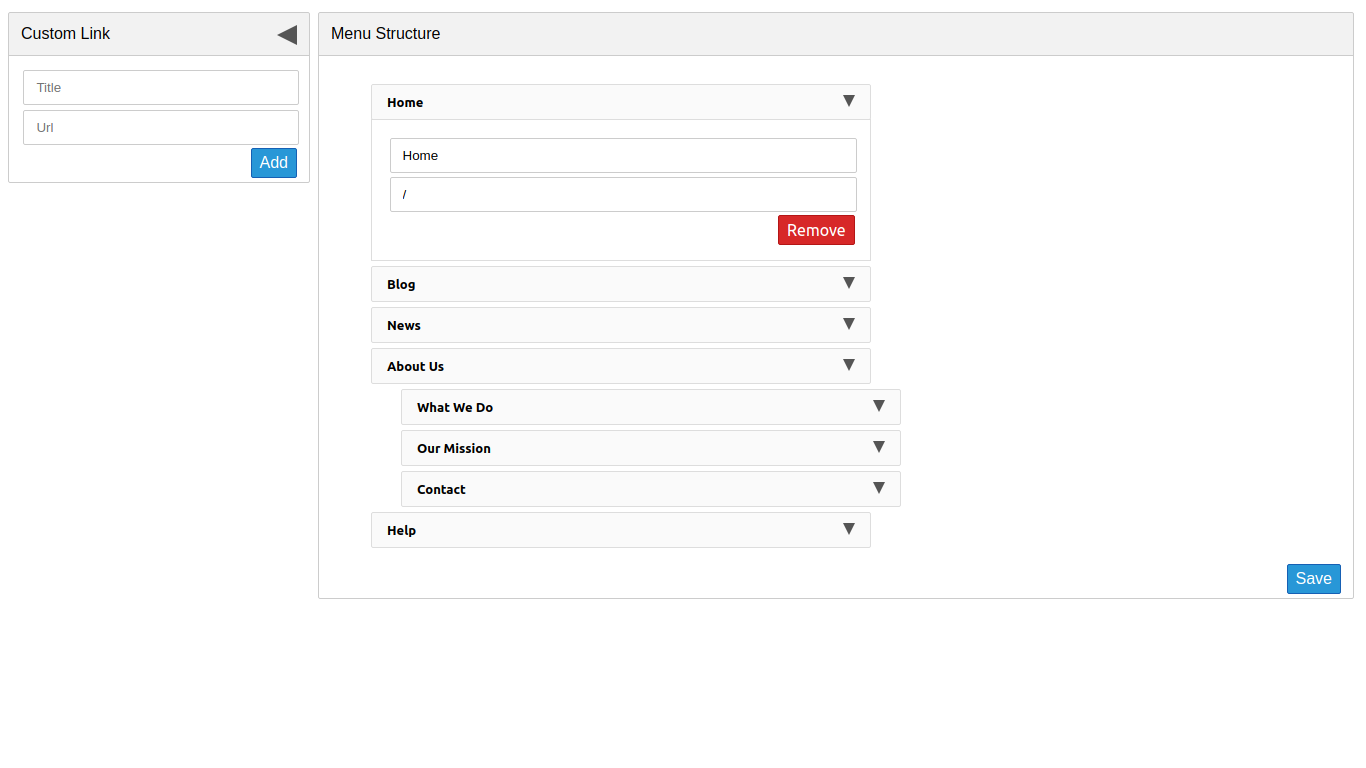 Custom Link
Title
Url
Add
Menu Structure
Home
Home
/
Remove
Blog
News
About Us
What We Do
Our Mission
Contact
Help
Save